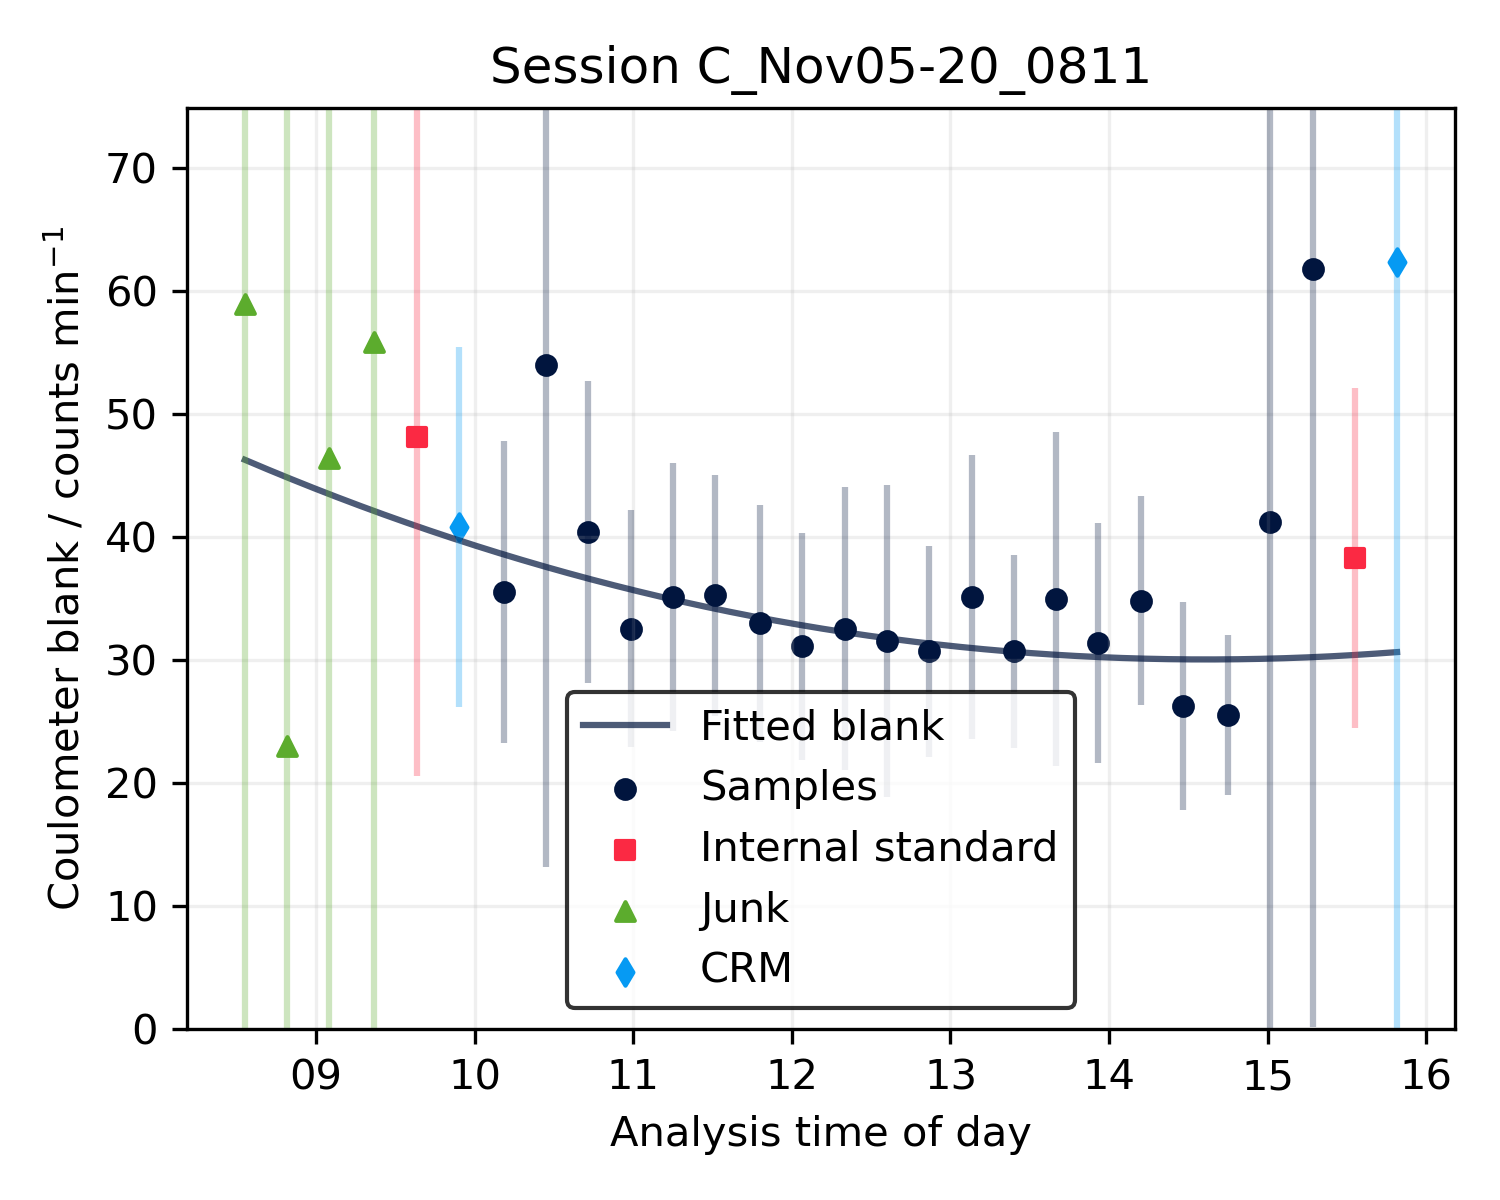 Session C_Nov05-20_0811
Coulometer blank / counts min⁻¹
70
60
50
40
30
20
10
0
Fitted blank
Samples
Internal standard
Junk
CRM
09 10 11 12 13 14 15 16
Analysis time of day